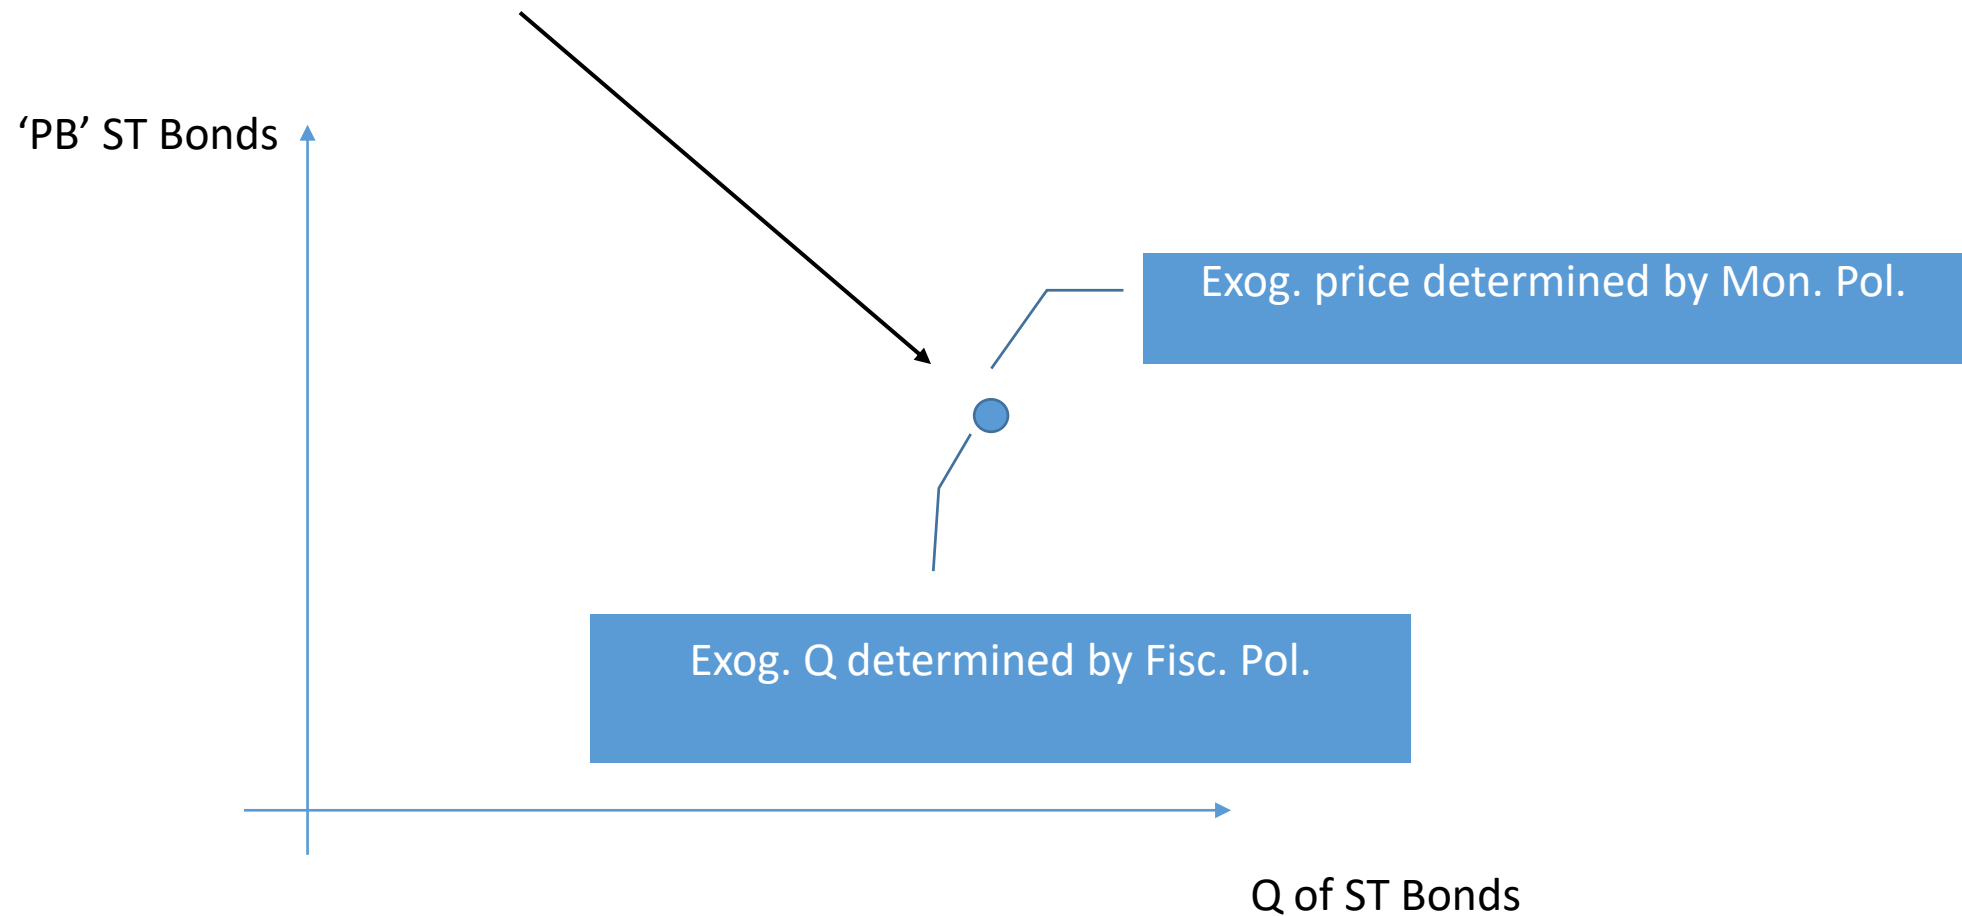 ‘PB’ ST Bonds
Exog. price determined by Mon. Pol.
Exog. Q determined by Fisc. Pol.
Q of ST Bonds